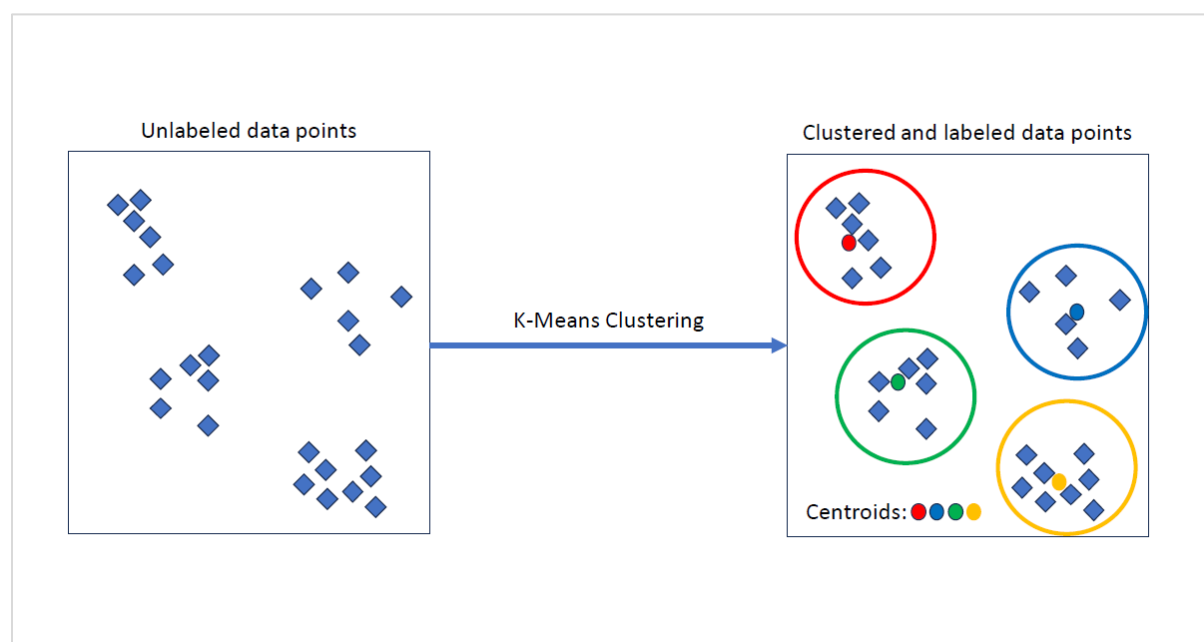 Unlabeled data points
Clustered and labeled data points
K-Means Clustering
Centroids: